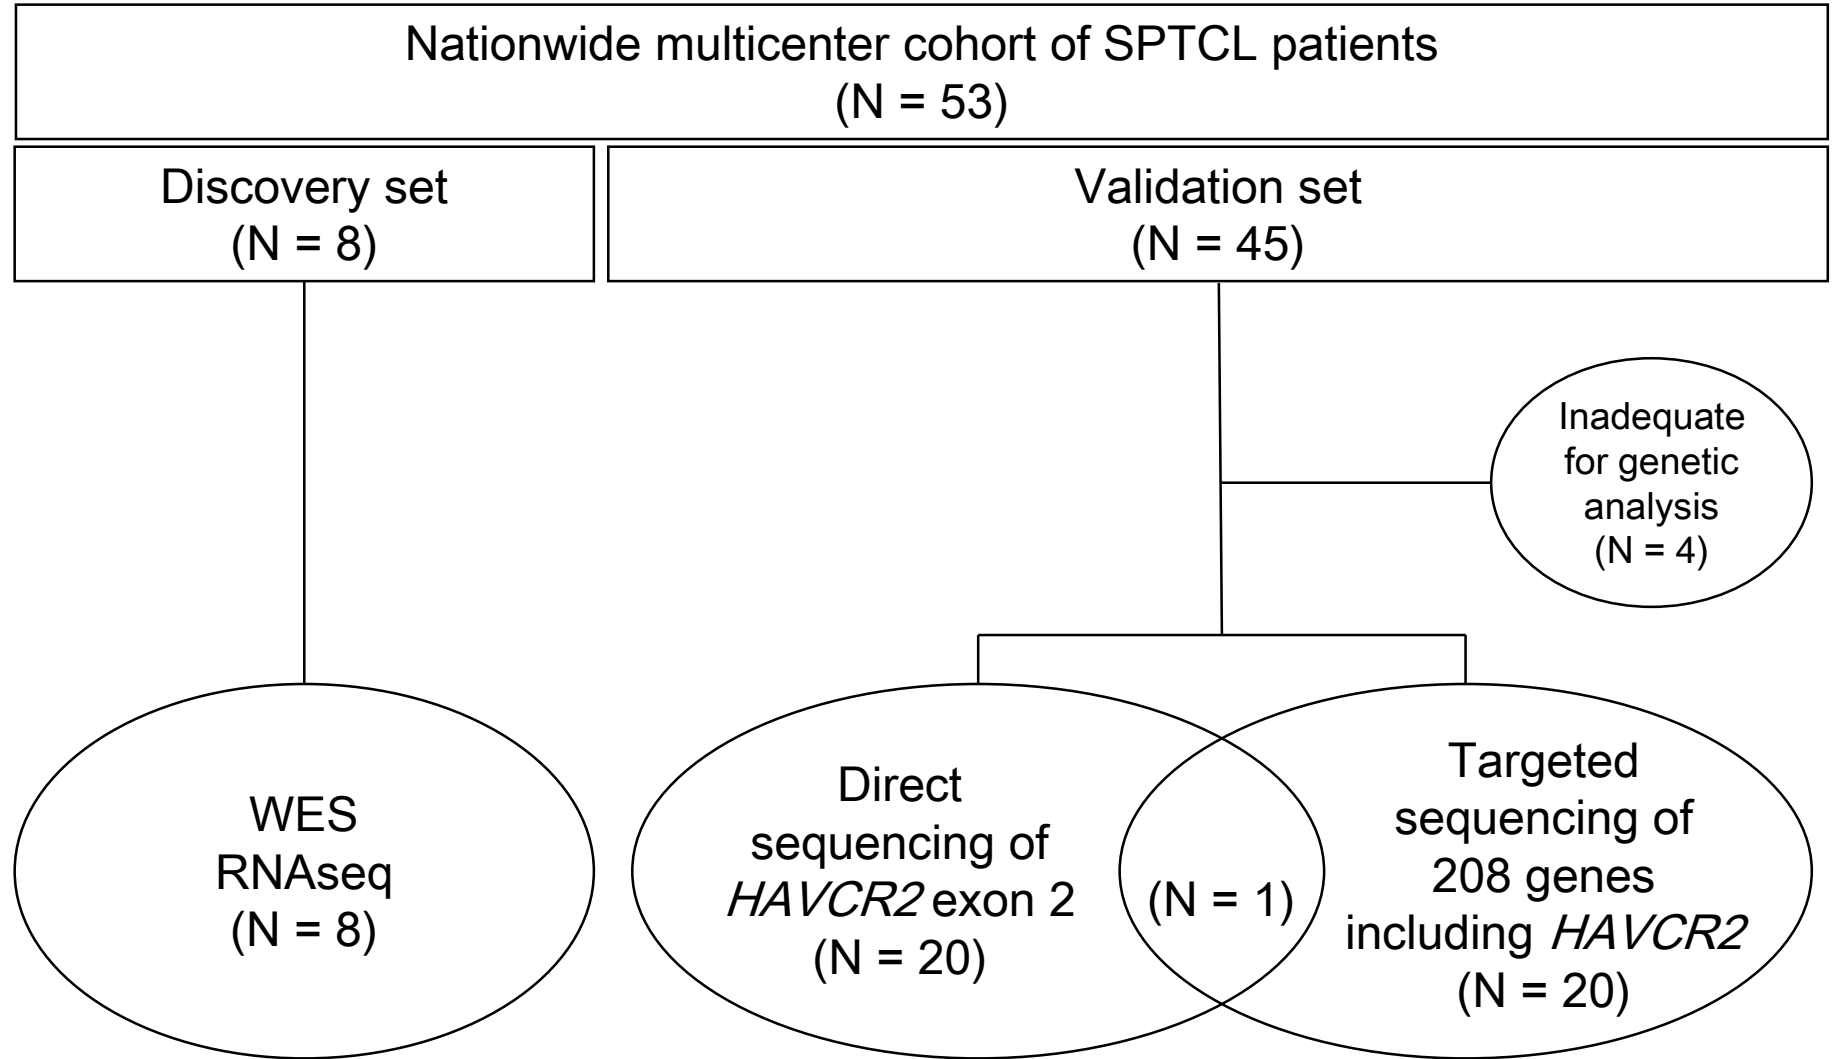 Nationwide multicenter cohort of SPTCL patients
(N = 53)
Discovery set
(N = 8)
Validation set
(N = 45)
Inadequate
for genetic
analysis
(N = 4)
WES
RNAseq
(N = 8)
Direct
sequencing of
HAVCR2 exon 2
(N = 20)
(N = 1)
Targeted
sequencing of
208 genes
including HAVCR2
(N = 20)